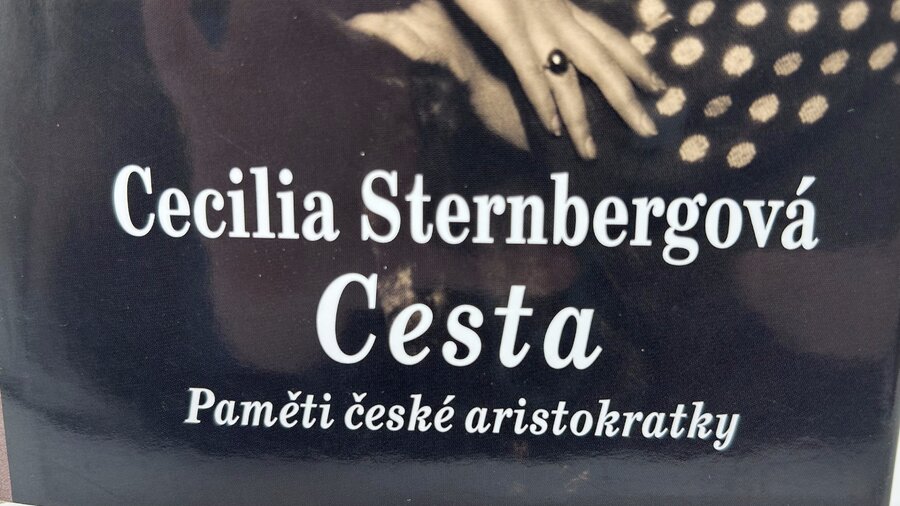 Cecilia Sternbergová
Cesta
Paměti české aristokratky